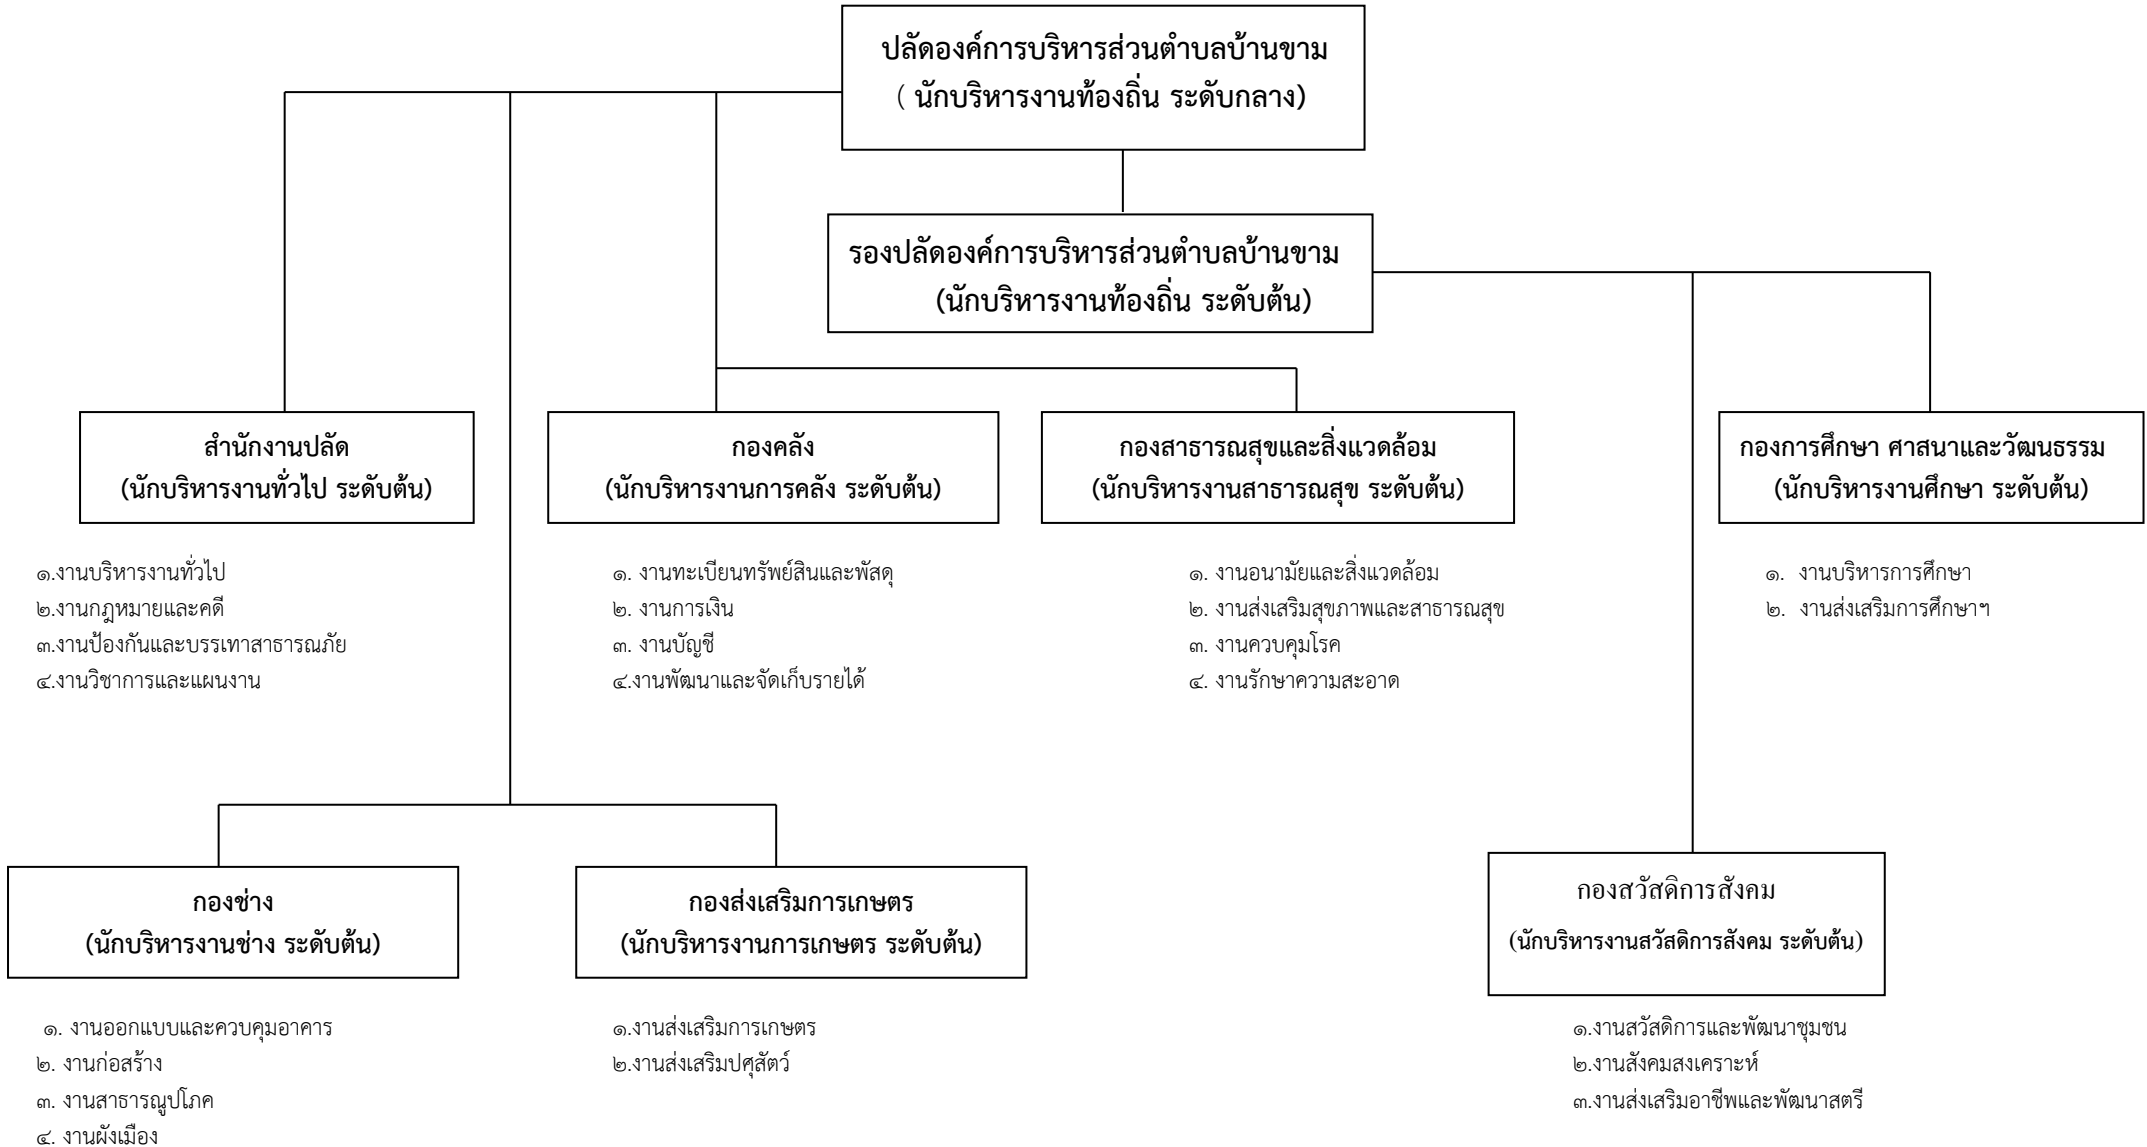 ปลัดองค์การบริหารส่วนตำบลบ้านขาม
( นักบริหารงานท้องถิ่น ระดับกลาง)
รองปลัดองค์การบริหารส่วนตำบลบ้านขาม
(นักบริหารงานท้องถิ่น ระดับต้น)
สำนักงานปลัด
(นักบริหารงานทั่วไป ระดับต้น)
๑.งานบริหารงานทั่วไป
๒.งานกฎหมายและคดี
๓.งานป้องกันและบรรเทาสาธารณภัย
๔.งานวิชาการและแผนงาน
กองคลัง
(นักบริหารงานการคลัง ระดับต้น)
๑. งานทะเบียนทรัพย์สินและพัสดุ
๒. งานการเงิน
๓. งานบัญชี
๔.งานพัฒนาและจัดเก็บรายได้
กองสาธารณสุขและสิ่งแวดล้อม
(นักบริหารงานสาธารณสุข ระดับต้น)
๑. งานอนามัยและสิ่งแวดล้อม
๒. งานส่งเสริมสุขภาพและสาธารณสุข
๓. งานควบคุมโรค
๔. งานรักษาความสะอาด
กองการศึกษา ศาสนาและวัฒนธรรม
(นักบริหารงานศึกษา ระดับต้น)
๑. งานบริหารการศึกษา
๒. งานส่งเสริมการศึกษาฯ
กองช่าง
(นักบริหารงานช่าง ระดับต้น)
๑. งานออกแบบและควบคุมอาคาร
๒. งานก่อสร้าง
๓. งานสาธารณูปโภค
๔. งานผังเมือง
กองส่งเสริมการเกษตร
(นักบริหารงานการเกษตร ระดับต้น)
๑.งานส่งเสริมการเกษตร
๒.งานส่งเสริมปศุสัตว์
กองสวัสดิการสังคม
(นักบริหารงานสวัสดิการสังคม ระดับต้น)
๑.งานสวัสดิการและพัฒนาชุมชน
๒.งานสังคมสงเคราะห์
๓.งานส่งเสริมอาชีพและพัฒนาสตรี